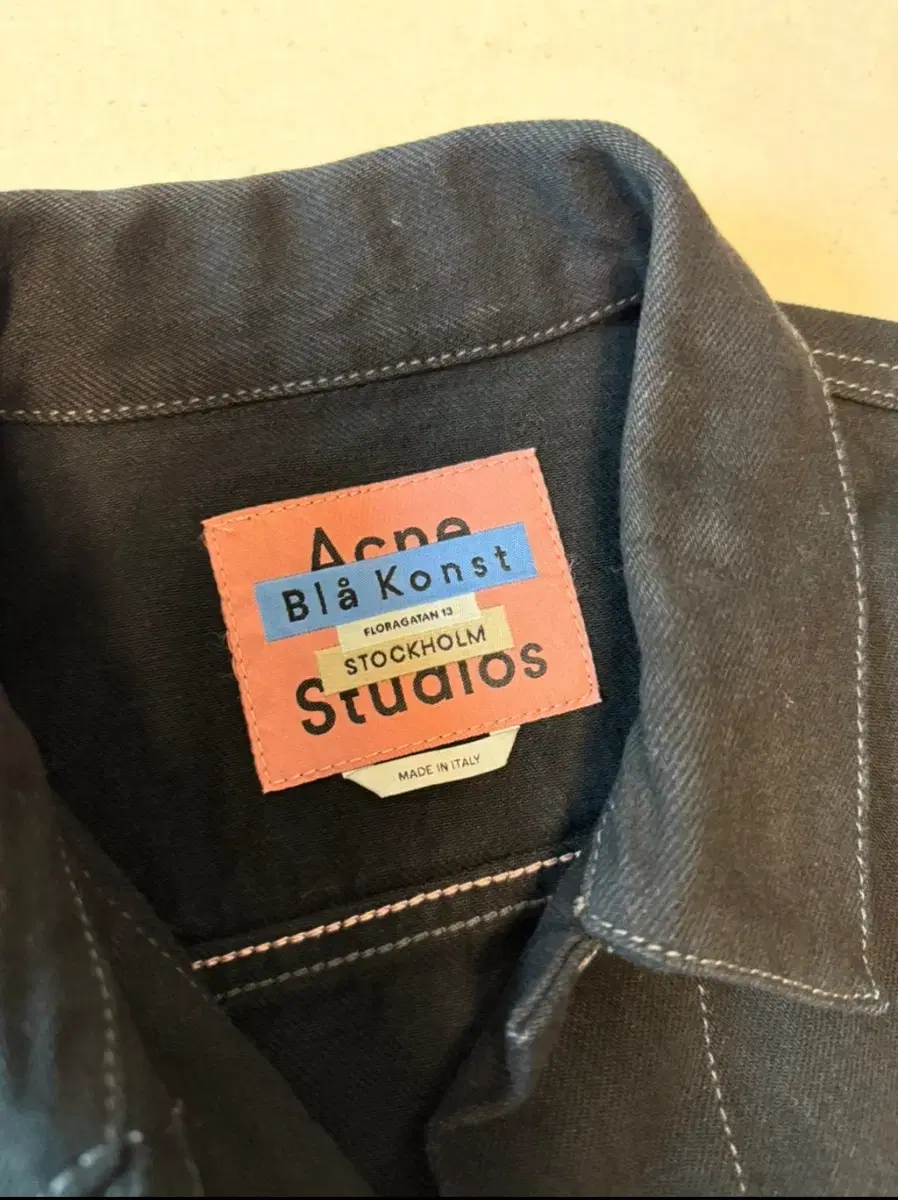 Acne
Blå Konst
FLORAGATAN 13
STOCKHOLM
Studios
MADE IN ITALY